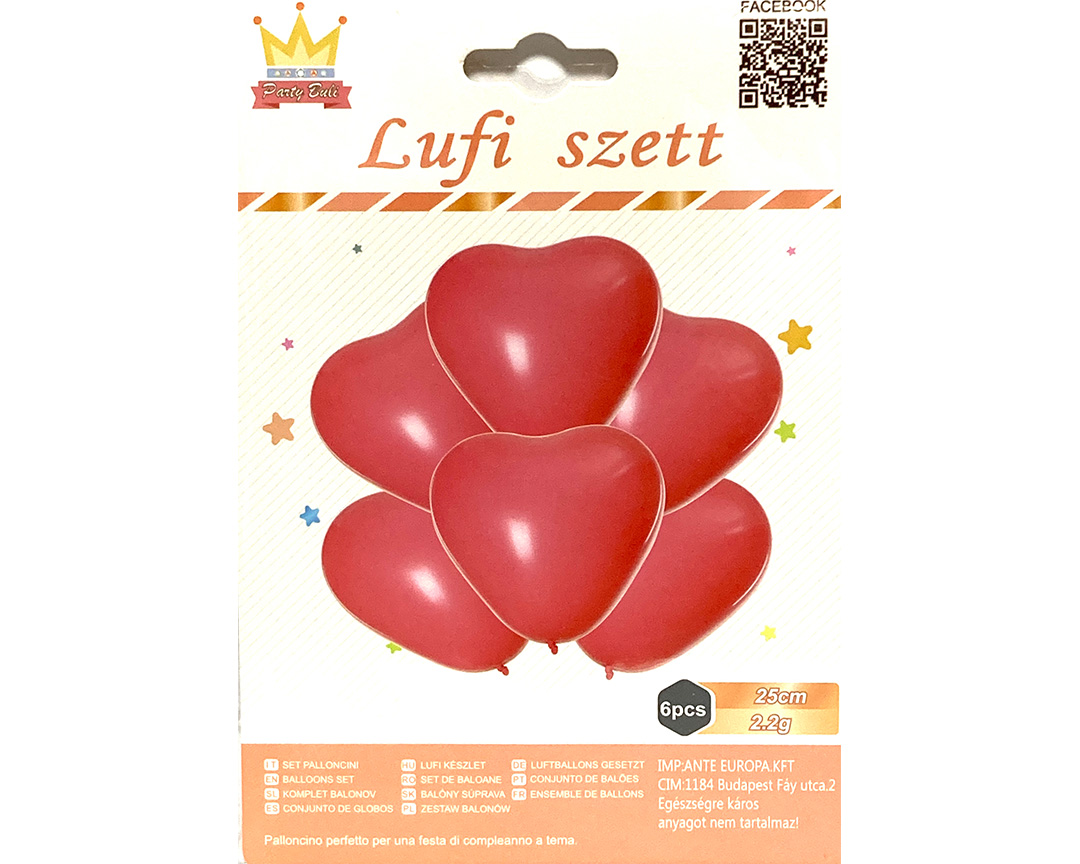 FACEBOOK
Party Buli
Lufi szett
6pcs
25cm
2.2g
IT SET PALLONCINI
EN BALLOONS SET
SL KOMPLET BALONOV
ES CONJUNTO DE GLOBOS
HU LUFI KÉSZLET
RO SET DE BALOANE
SK BALÓNY SÚPRAVA
PL ZESTAW BALONÓW
DE LUFTBALLONS GESETZT
PT CONJUNTO DE BALÕES
FR ENSEMBLE DE BALLONS
Palloncino perfetto per una festa di compleanno a tema.
IMP:ANTE EUROPA.KFT
CIM:1184 Budapest Fáy utca.2
Egészségre káros
anyagot nem tartalmaz!